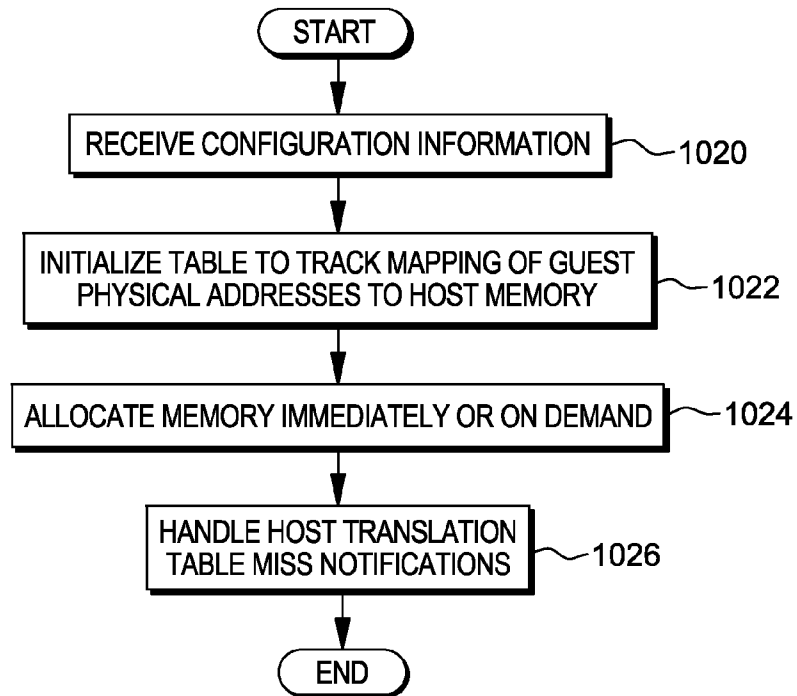 START
RECEIVE CONFIGURATION INFORMATION
1020
INITIALIZE TABLE TO TRACK MAPPING OF GUEST
PHYSICAL ADDRESSES TO HOST MEMORY
1022
ALLOCATE MEMORY IMMEDIATELY OR ON DEMAND
1024
HANDLE HOST TRANSLATION
TABLE MISS NOTIFICATIONS
1026
END